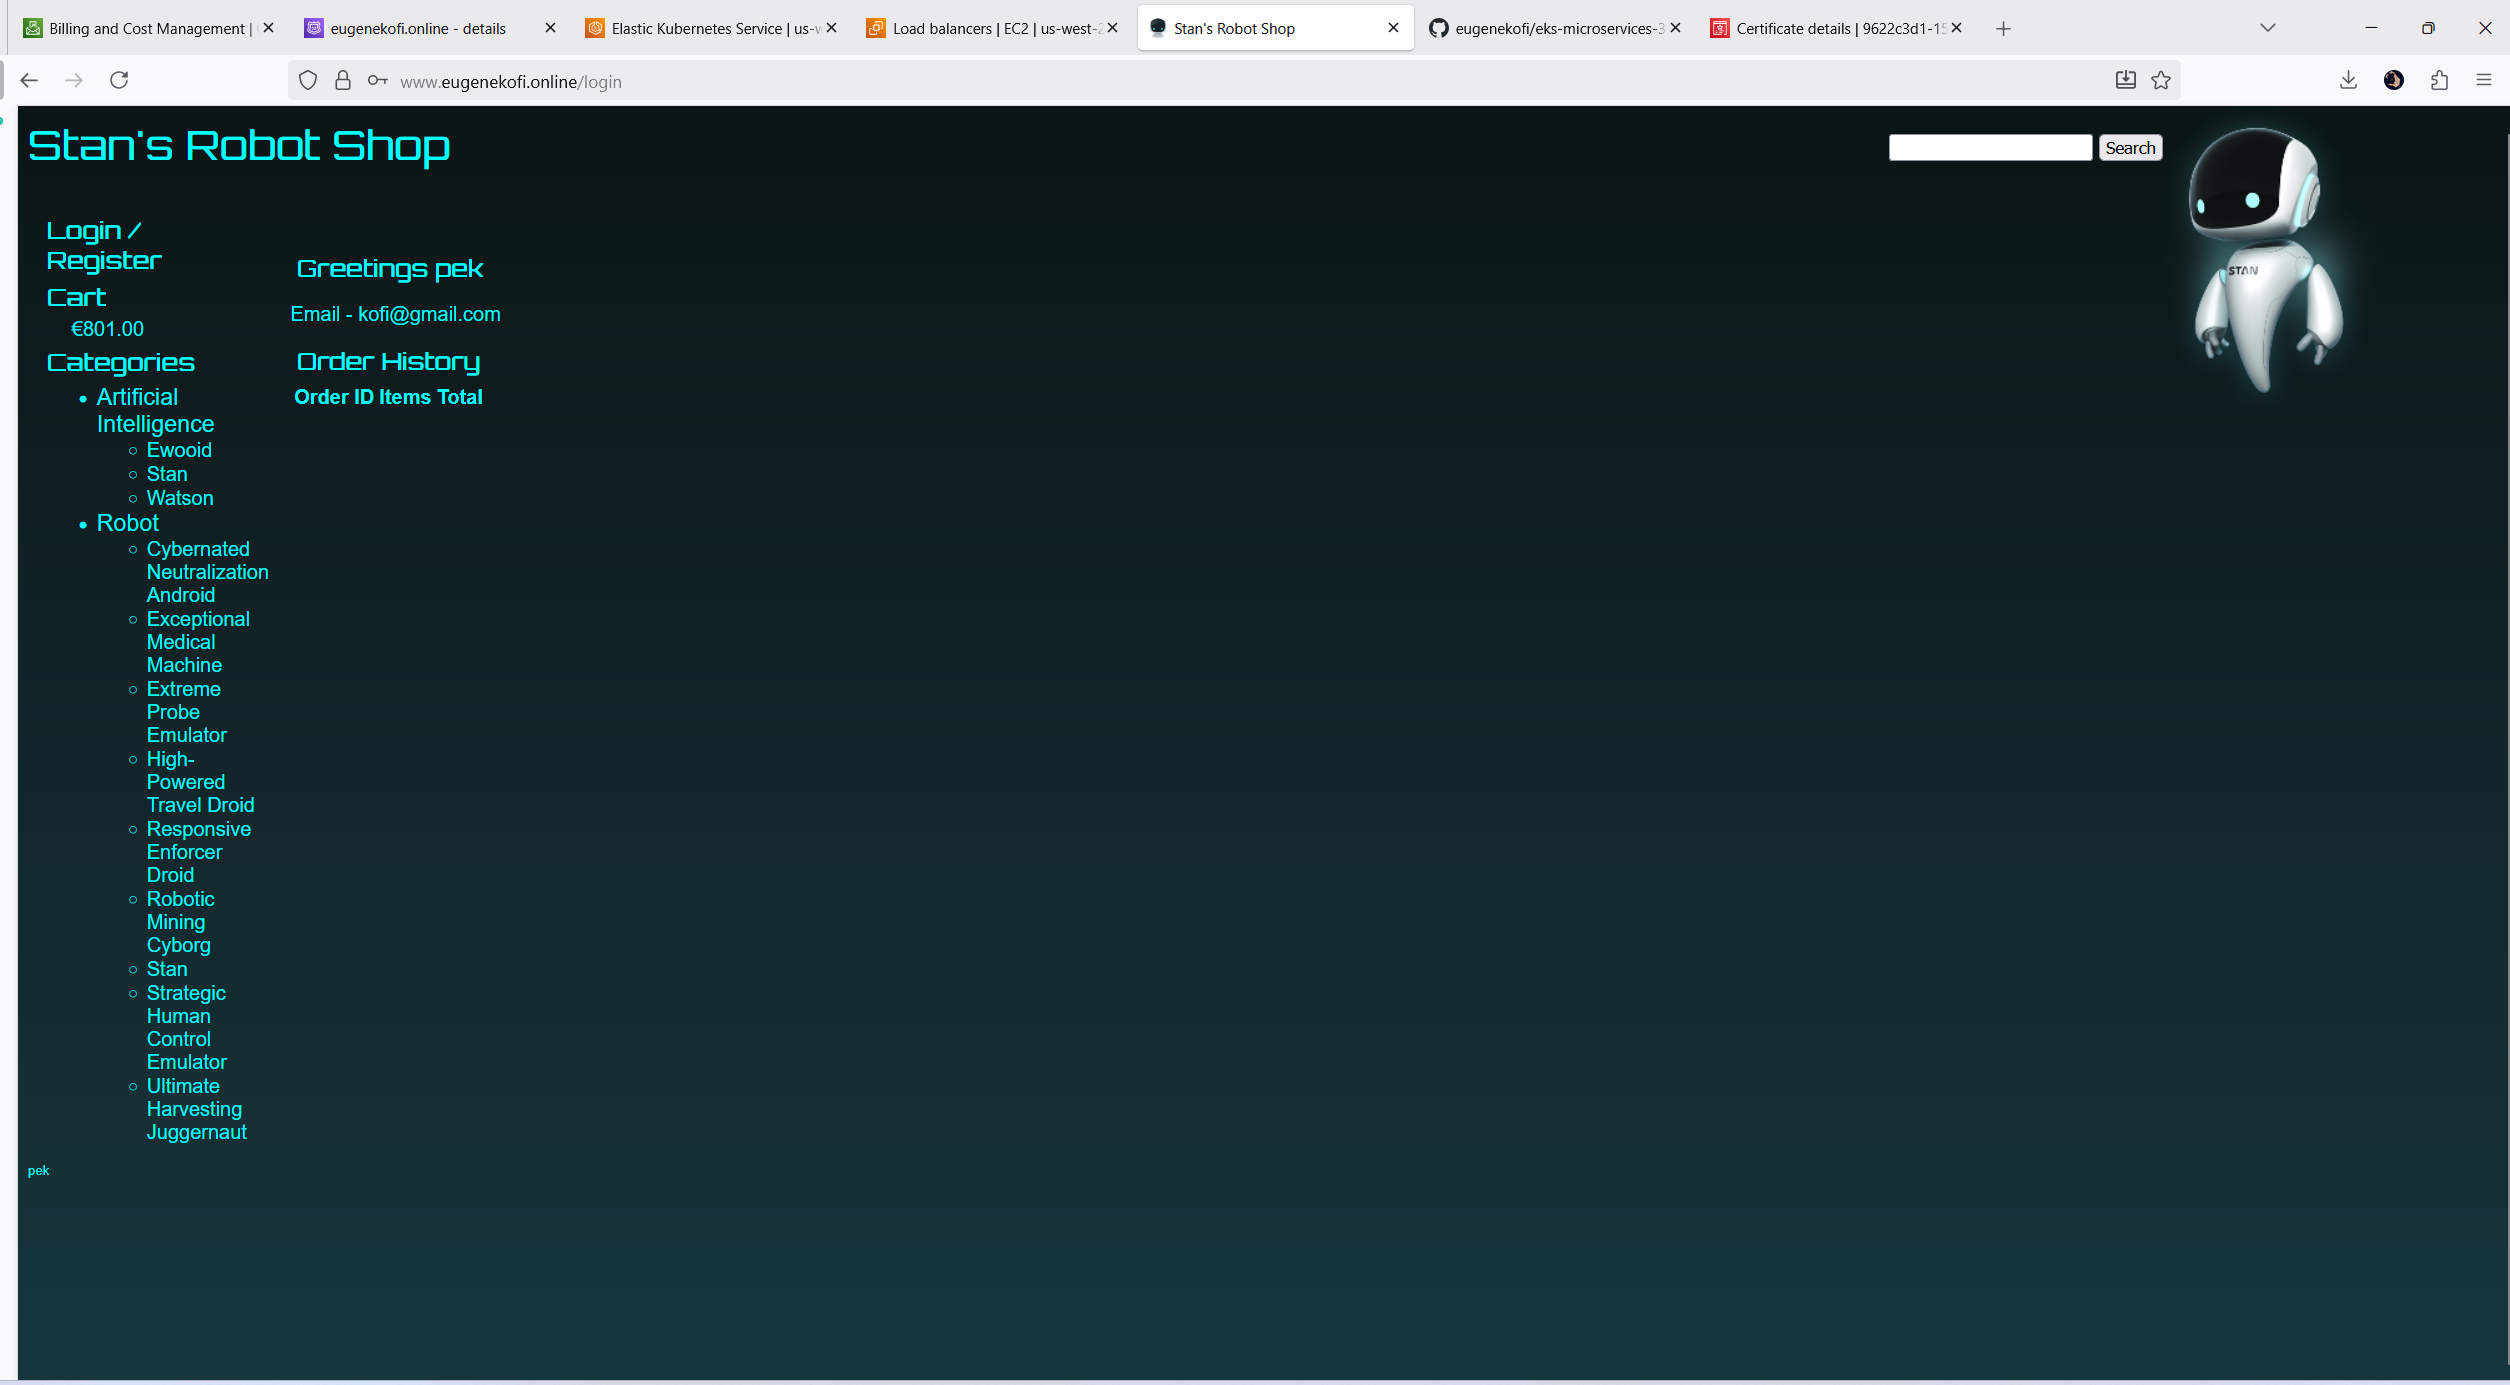 Billing and Cost Management |
eugenekofi.online - details
Elastic Kubernetes Service | us-w
Load balancers | EC2 | us-west-2
Stan's Robot Shop
eugenekofi/eks-microservices-3
Certificate details | 9622c3d1-15
www.eugenekofi.online/login
Stan's Robot Shop
Search
STAN
Login /
Register
Cart
€801.00
Categories
Artificial
Intelligence
Ewooid
Stan
Watson
Robot
Cybernated
Neutralization
Android
Exceptional
Medical
Machine
Extreme
Probe
Emulator
High-
Powered
Travel Droid
Responsive
Enforcer
Droid
Robotic
Mining
Cyborg
Stan
Strategic
Human
Control
Emulator
Ultimate
Harvesting
Juggernaut
Greetings pek
Email - kofi@gmail.com
Order History
Order ID Items Total
pek